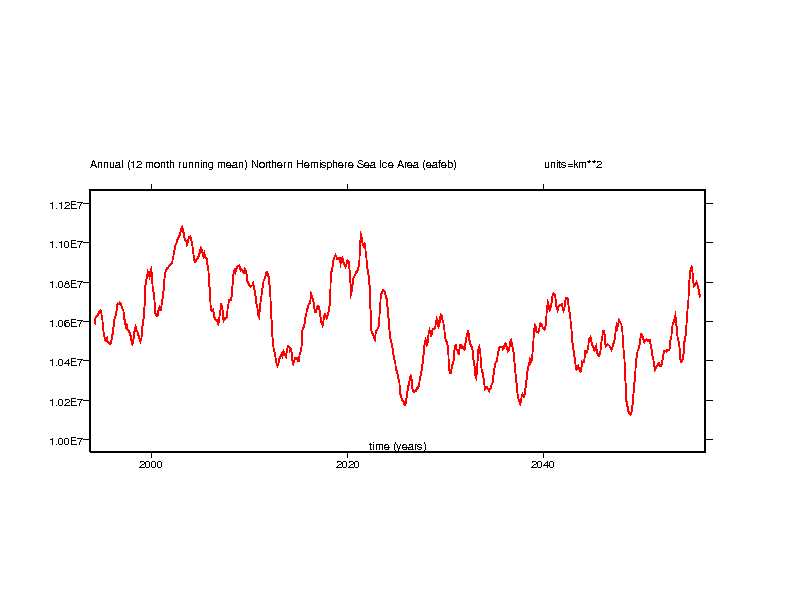 Annual (12 month running mean) Northern Hemisphere Sea Ice Area (eafeb) units=km**2
1.12E7
1.10E7
1.08E7
1.06E7
1.04E7
1.02E7
1.00E7
time (years)
2000 2020 2040